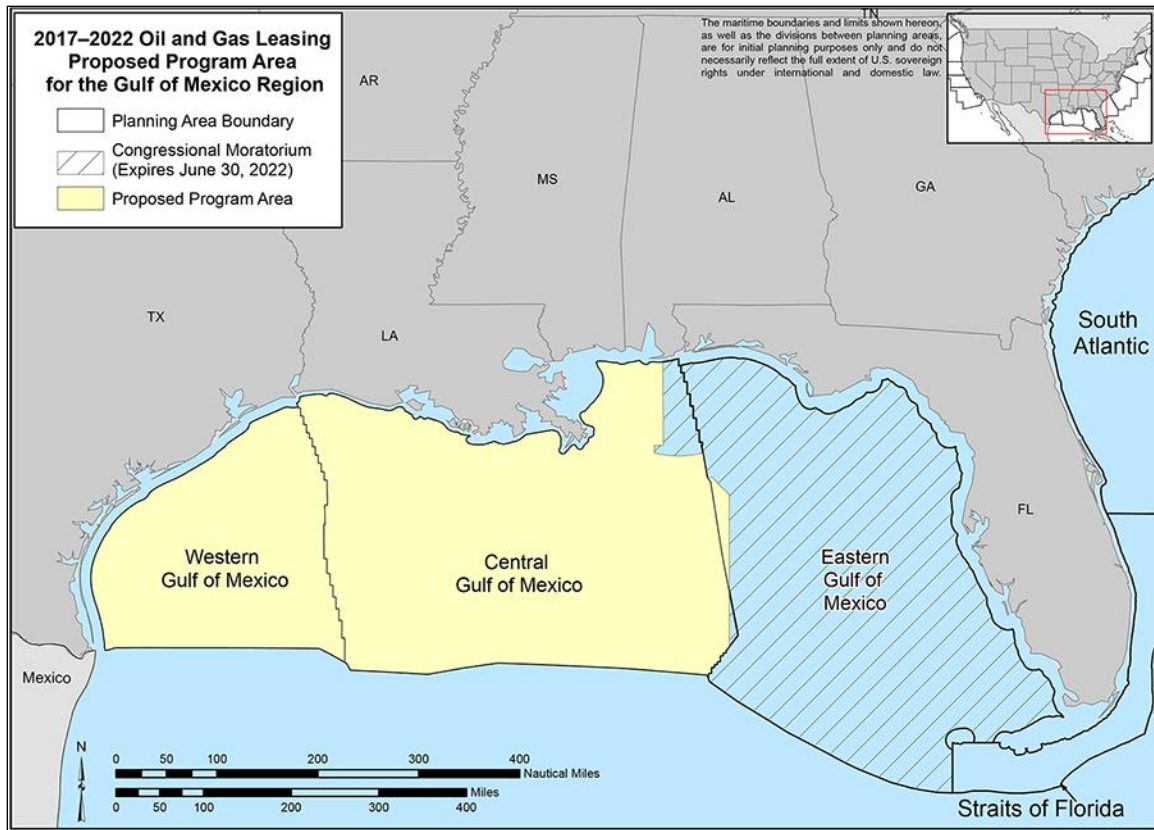 2017–2022 Oil and Gas Leasing
Proposed Program Area
for the Gulf of Mexico Region
Planning Area Boundary
Congressional Moratorium
(Expires June 30, 2022)
Proposed Program Area
TN
The maritime boundaries and limits shown hereon,
as well as the divisions between planning areas,
are for initial planning purposes only and do not
necessarily reflect the full extent of U.S. sovereign
rights under international and domestic law.
AR
MS
AL
GA
TX
LA
South
Atlantic
FL
Western
Gulf of Mexico
Central
Gulf of Mexico
Eastern
Gulf of
Mexico
Mexico
N
0 50 100 200 300 400
Nautical Miles
Miles
0 50 100 200 300 400
Straits of Florida